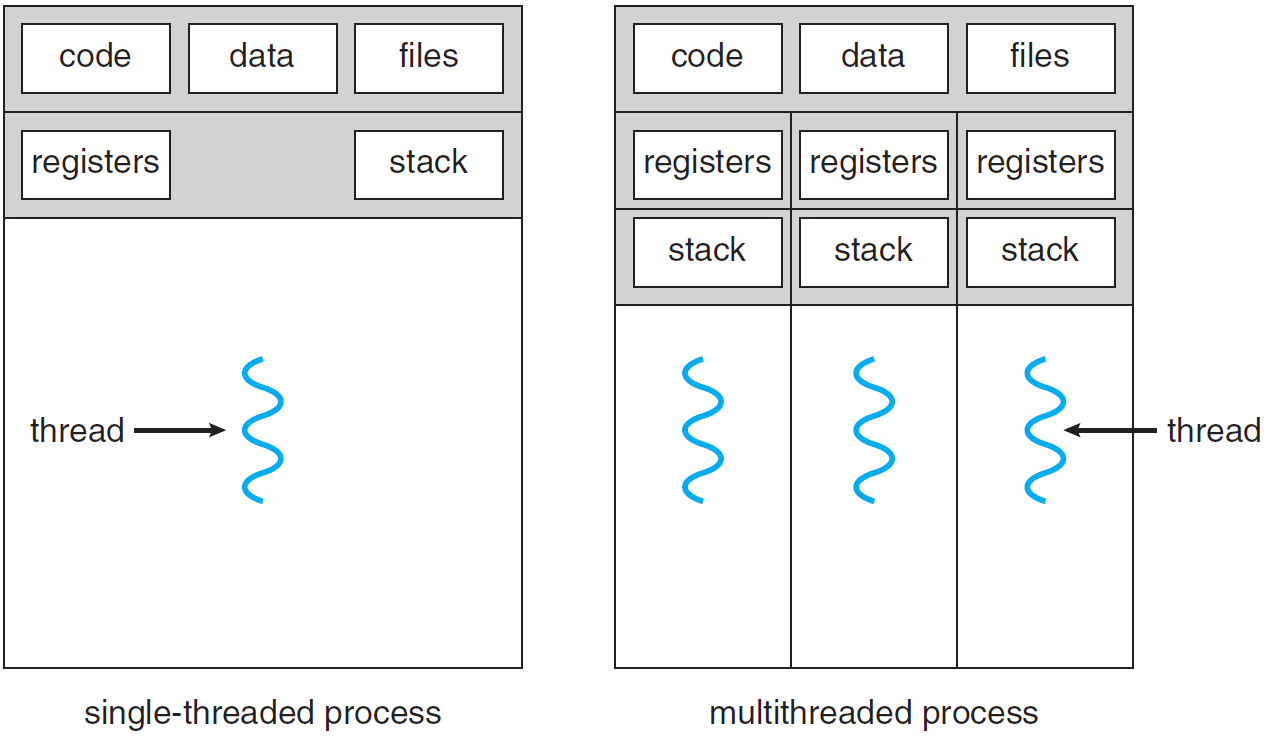 code data files code data files
registers stack registers registers registers
stack stack stack
thread thread
single-threaded process multithreaded process